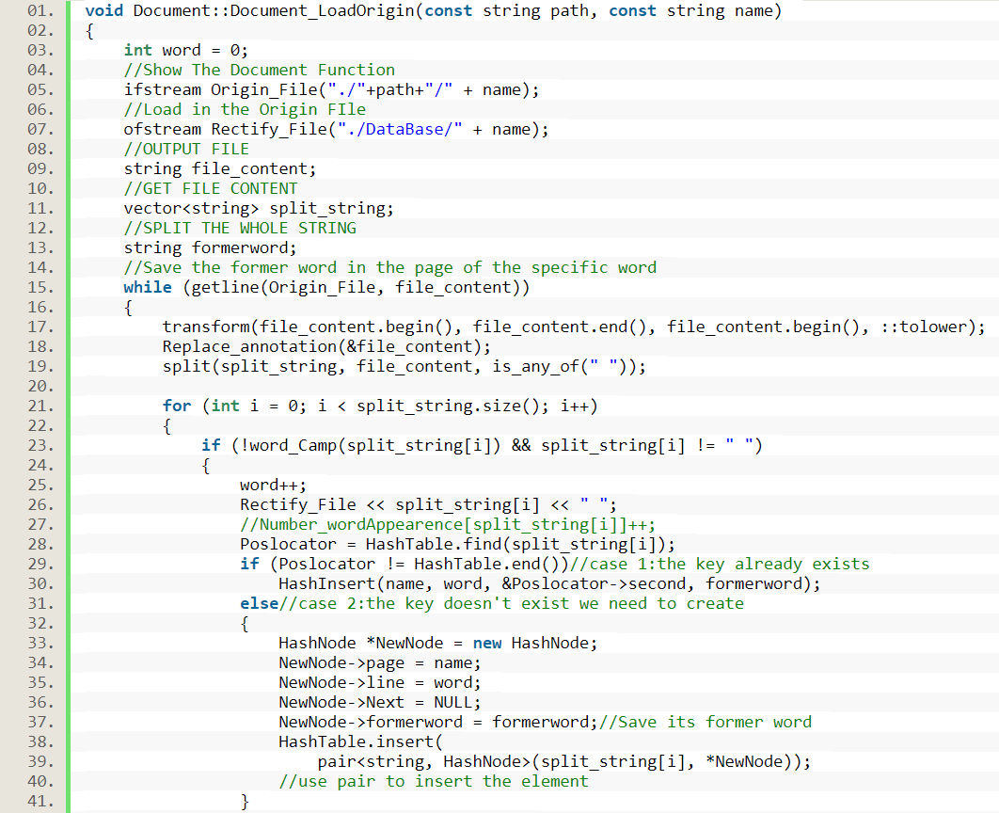 01. void Document::Document_LoadOrigin(const string path, const string name)
02. {
03.     int word = 0;
04.     //Show The Document Function
05.     ifstream Origin_File("./"+path+"/" + name);
06.     //Load in the Origin FIle
07.     ofstream Rectify_File("./DataBase/" + name);
08.     //OUTPUT FILE
09.     string file_content;
10.     //GET FILE CONTENT
11.     vector<string> split_string;
12.     //SPLIT THE WHOLE STRING
13.     string formerword;
14.     //Save the former word in the page of the specific word
15.     while (getline(Origin_File, file_content))
16.     {
17.         transform(file_content.begin(), file_content.end(), file_content.begin(), ::tolower);
18.         Replace_annotation(&file_content);
19.         split(split_string, file_content, is_any_of(" "));
20.
21.         for (int i = 0; i < split_string.size(); i++)
22.         {
23.             if (!word_Camp(split_string[i]) && split_string[i] != " ")
24.             {
25.                 word++;
26.                 Rectify_File << split_string[i] << " ";
27.                 //Number_wordAppearence[split_string[i]]++;
28.                 Poslocator = HashTable.find(split_string[i]);
29.                 if (Poslocator != HashTable.end())//case 1:the key already exists
30.                     HashInsert(name, word, &Poslocator->second, formerword);
31.                 else//case 2:the key doesn't exist we need to create
32.                 {
33.                     HashNode *NewNode = new HashNode;
34.                     NewNode->page = name;
35.                     NewNode->line = word;
36.                     NewNode->Next = NULL;
37.                     NewNode->formerword = formerword;//Save its former word
38.                     HashTable.insert(
39.                         pair<string, HashNode>(split_string[i], *NewNode));
40.                     //use pair to insert the element
41.                 }